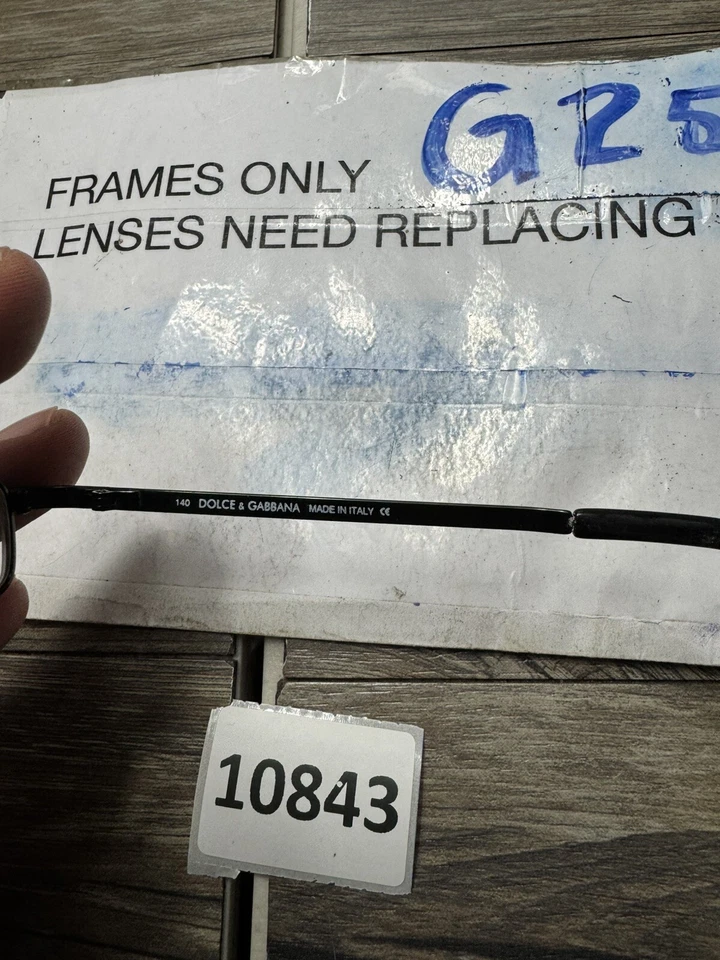 G25
FRAMES ONLY
LENSES NEED REPLACING
140 DOLCE & GABBANA MADE IN ITALY CE
10843